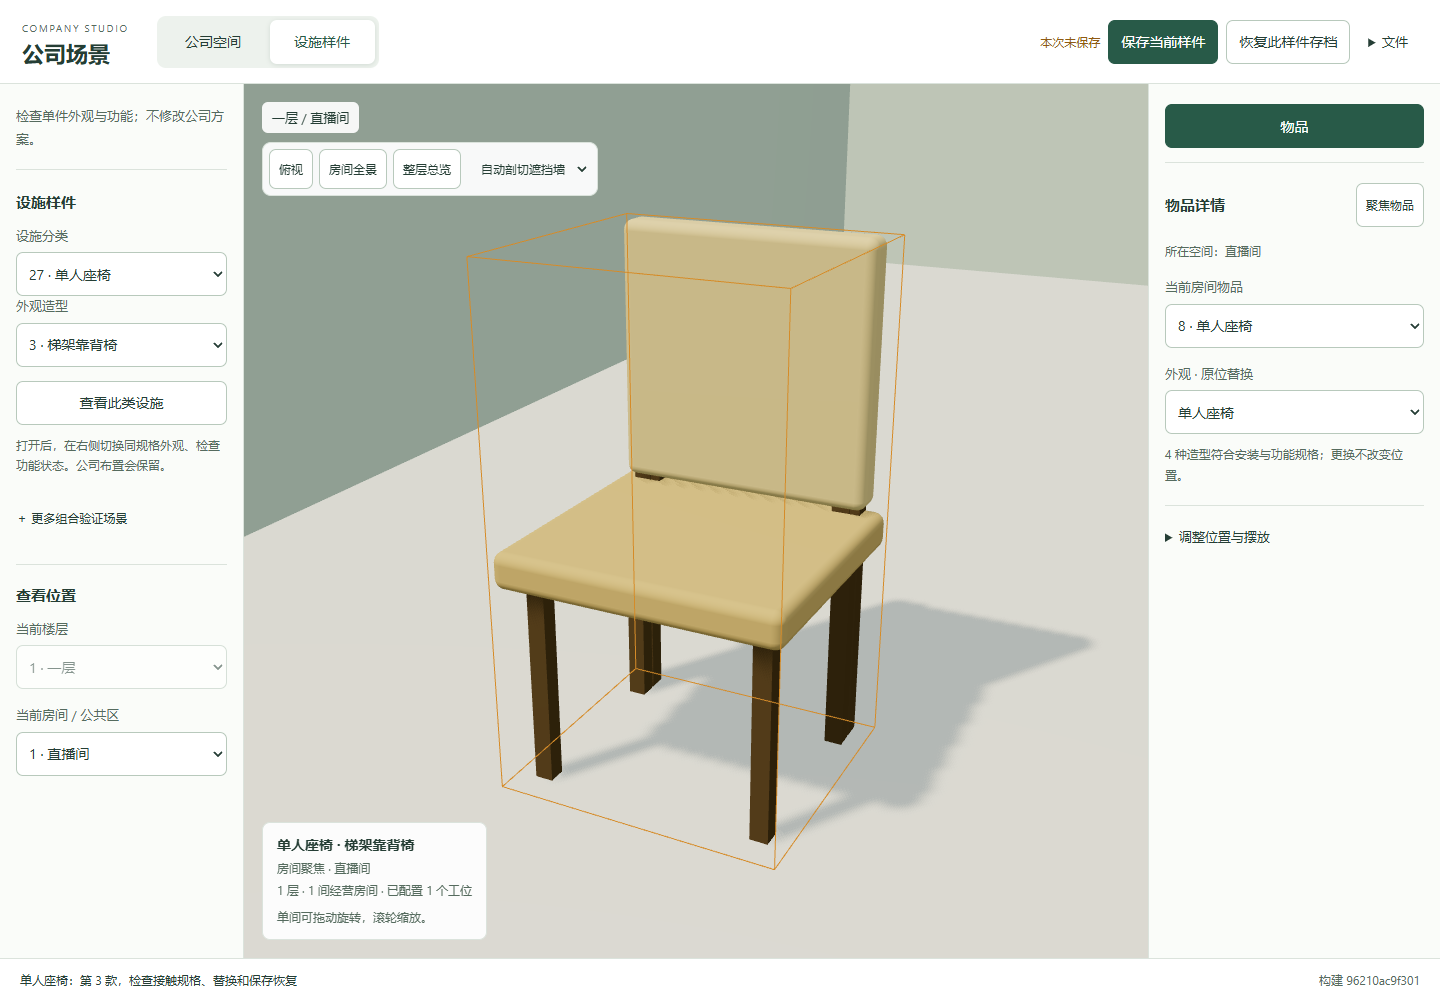 COMPANY STUDIO
公司场景
公司空间
设施样件
本次未保存
保存当前样件
恢复此样件存档
▶ 文件
检查单件外观与功能；不修改公司方
案。
设施样件
设施分类
27 · 单人座椅
外观造型
3 · 梯架靠背椅
查看此类设施
打开后，在右侧切换同规格外观、检查
功能状态。公司布置会保留。
+ 更多组合验证场景
查看位置
当前楼层
1 · 一层
当前房间 / 公共区
1 · 直播间
一层 / 直播间
俯视
房间全景
整层总览
自动剖切遮挡墙
单人座椅 · 梯架靠背椅
房间聚焦 · 直播间
1 层 · 1 间经营房间 · 已配置 1 个工位
单间可拖动旋转，滚轮缩放。
物品
物品详情
聚焦物品
所在空间：直播间
当前房间物品
8 · 单人座椅
外观 · 原位替换
单人座椅
4 种造型符合安装与功能规格；更换不改变位
置。
▶ 调整位置与摆放
单人座椅：第 3 款，检查接触规格、替换和保存恢复
构建 96210ac9f301